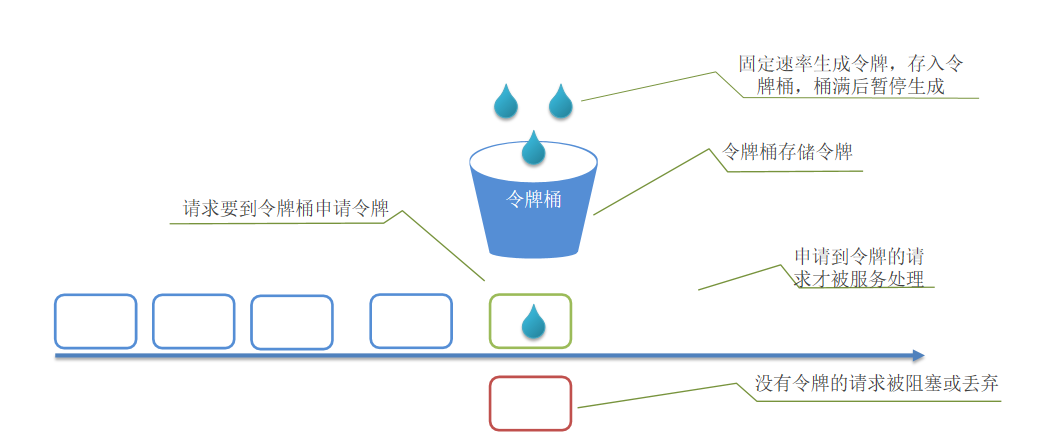 固定速率生成令牌，存入令
牌桶，桶满后暂停生成
令牌桶存储令牌
令牌桶
请求要到令牌桶申请令牌
申请到令牌的请
求才被服务处理
没有令牌的请求被阻塞或丢弃